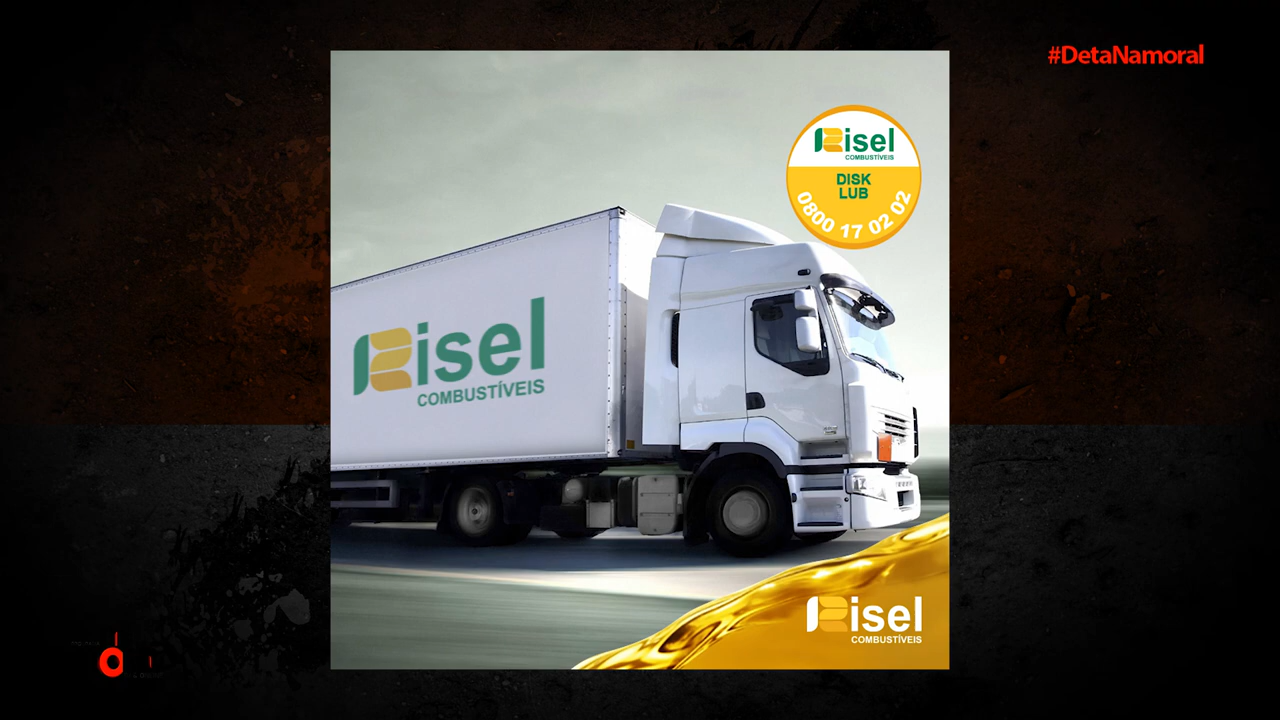 #DetaNamoral
Risel
COMBUSTÍVEIS
DISK
LUB
0800 17 02 02
Risel
COMBUSTÍVEIS
Risel
COMBUSTÍVEIS